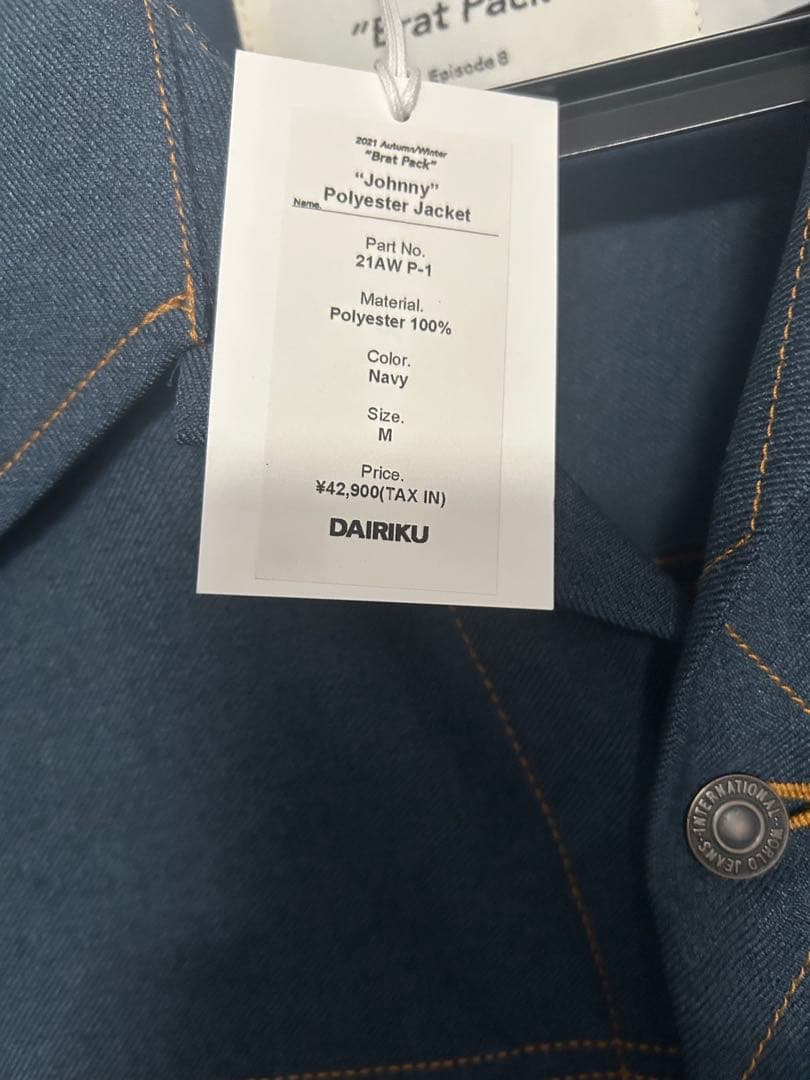 "Brat Pack
Episode 8
2021 Autumn/Winter
"Brat Pack"
"Johnny"
Name. Polyester Jacket
Part No.
21AW P-1
Material.
Polyester 100%
Color.
Navy
Size.
M
Price.
¥42,900(TAX IN)
DAIRIKU
INTERNATIONAL · WORLD JEANS ·